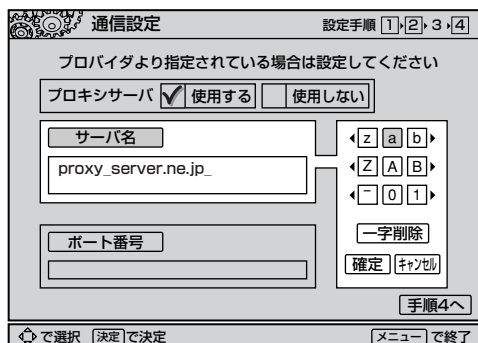 通信設定 設定手順 1 2 3 4
プロバイダより指定されている場合は設定してください
プロキシサーバ 使用する 使用しない
サーバ名
proxy_server.ne.jp_
z a b
Z A B
‾ 0 1
ポート番号
一字削除
確定 キャンセル
手順4へ
で選択 決定で決定 メニューで終了